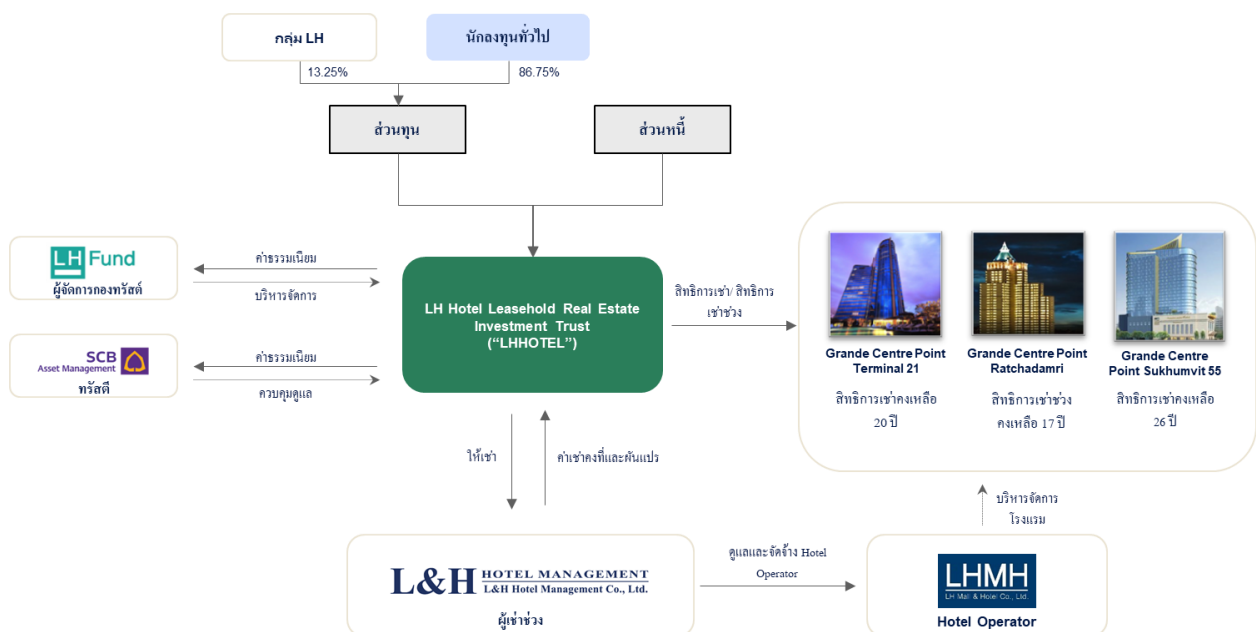 กลุ่ม LH
นักลงทุนทั่วไป
13.25%
86.75%
ส่วนทุน
ส่วนหนี้
LH Fund
ผู้จัดการกองทรัสต์
ค่าธรรมเนียม
บริหารจัดการ
SCB
Asset Management
ทรัสตี
ค่าธรรมเนียม
ควบคุมดูแล
LH Hotel Leasehold Real Estate
Investment Trust
(“LHHOTEL”)
สิทธิการเช่า/ สิทธิการ
เช่าช่วง
Grande Centre Point
Terminal 21
สิทธิการเช่าคงเหลือ
20 ปี
Grande Centre Point
Ratchadamri
สิทธิการเช่าช่วง
คงเหลือ 17 ปี
Grande Centre
Point Sukhumvit 55
สิทธิการเช่าคงเหลือ
26 ปี
ให้เช่า
ค่าเช่าคงที่และผันแปร
บริหารจัดการ
โรงแรม
L&H HOTEL MANAGEMENT
L&H Hotel Management Co., Ltd.
ผู้เช่าช่วง
ดูแลและจัดจ้าง Hotel
Operator
LHMH
LH Mall & Hotel Co., Ltd.
Hotel Operator